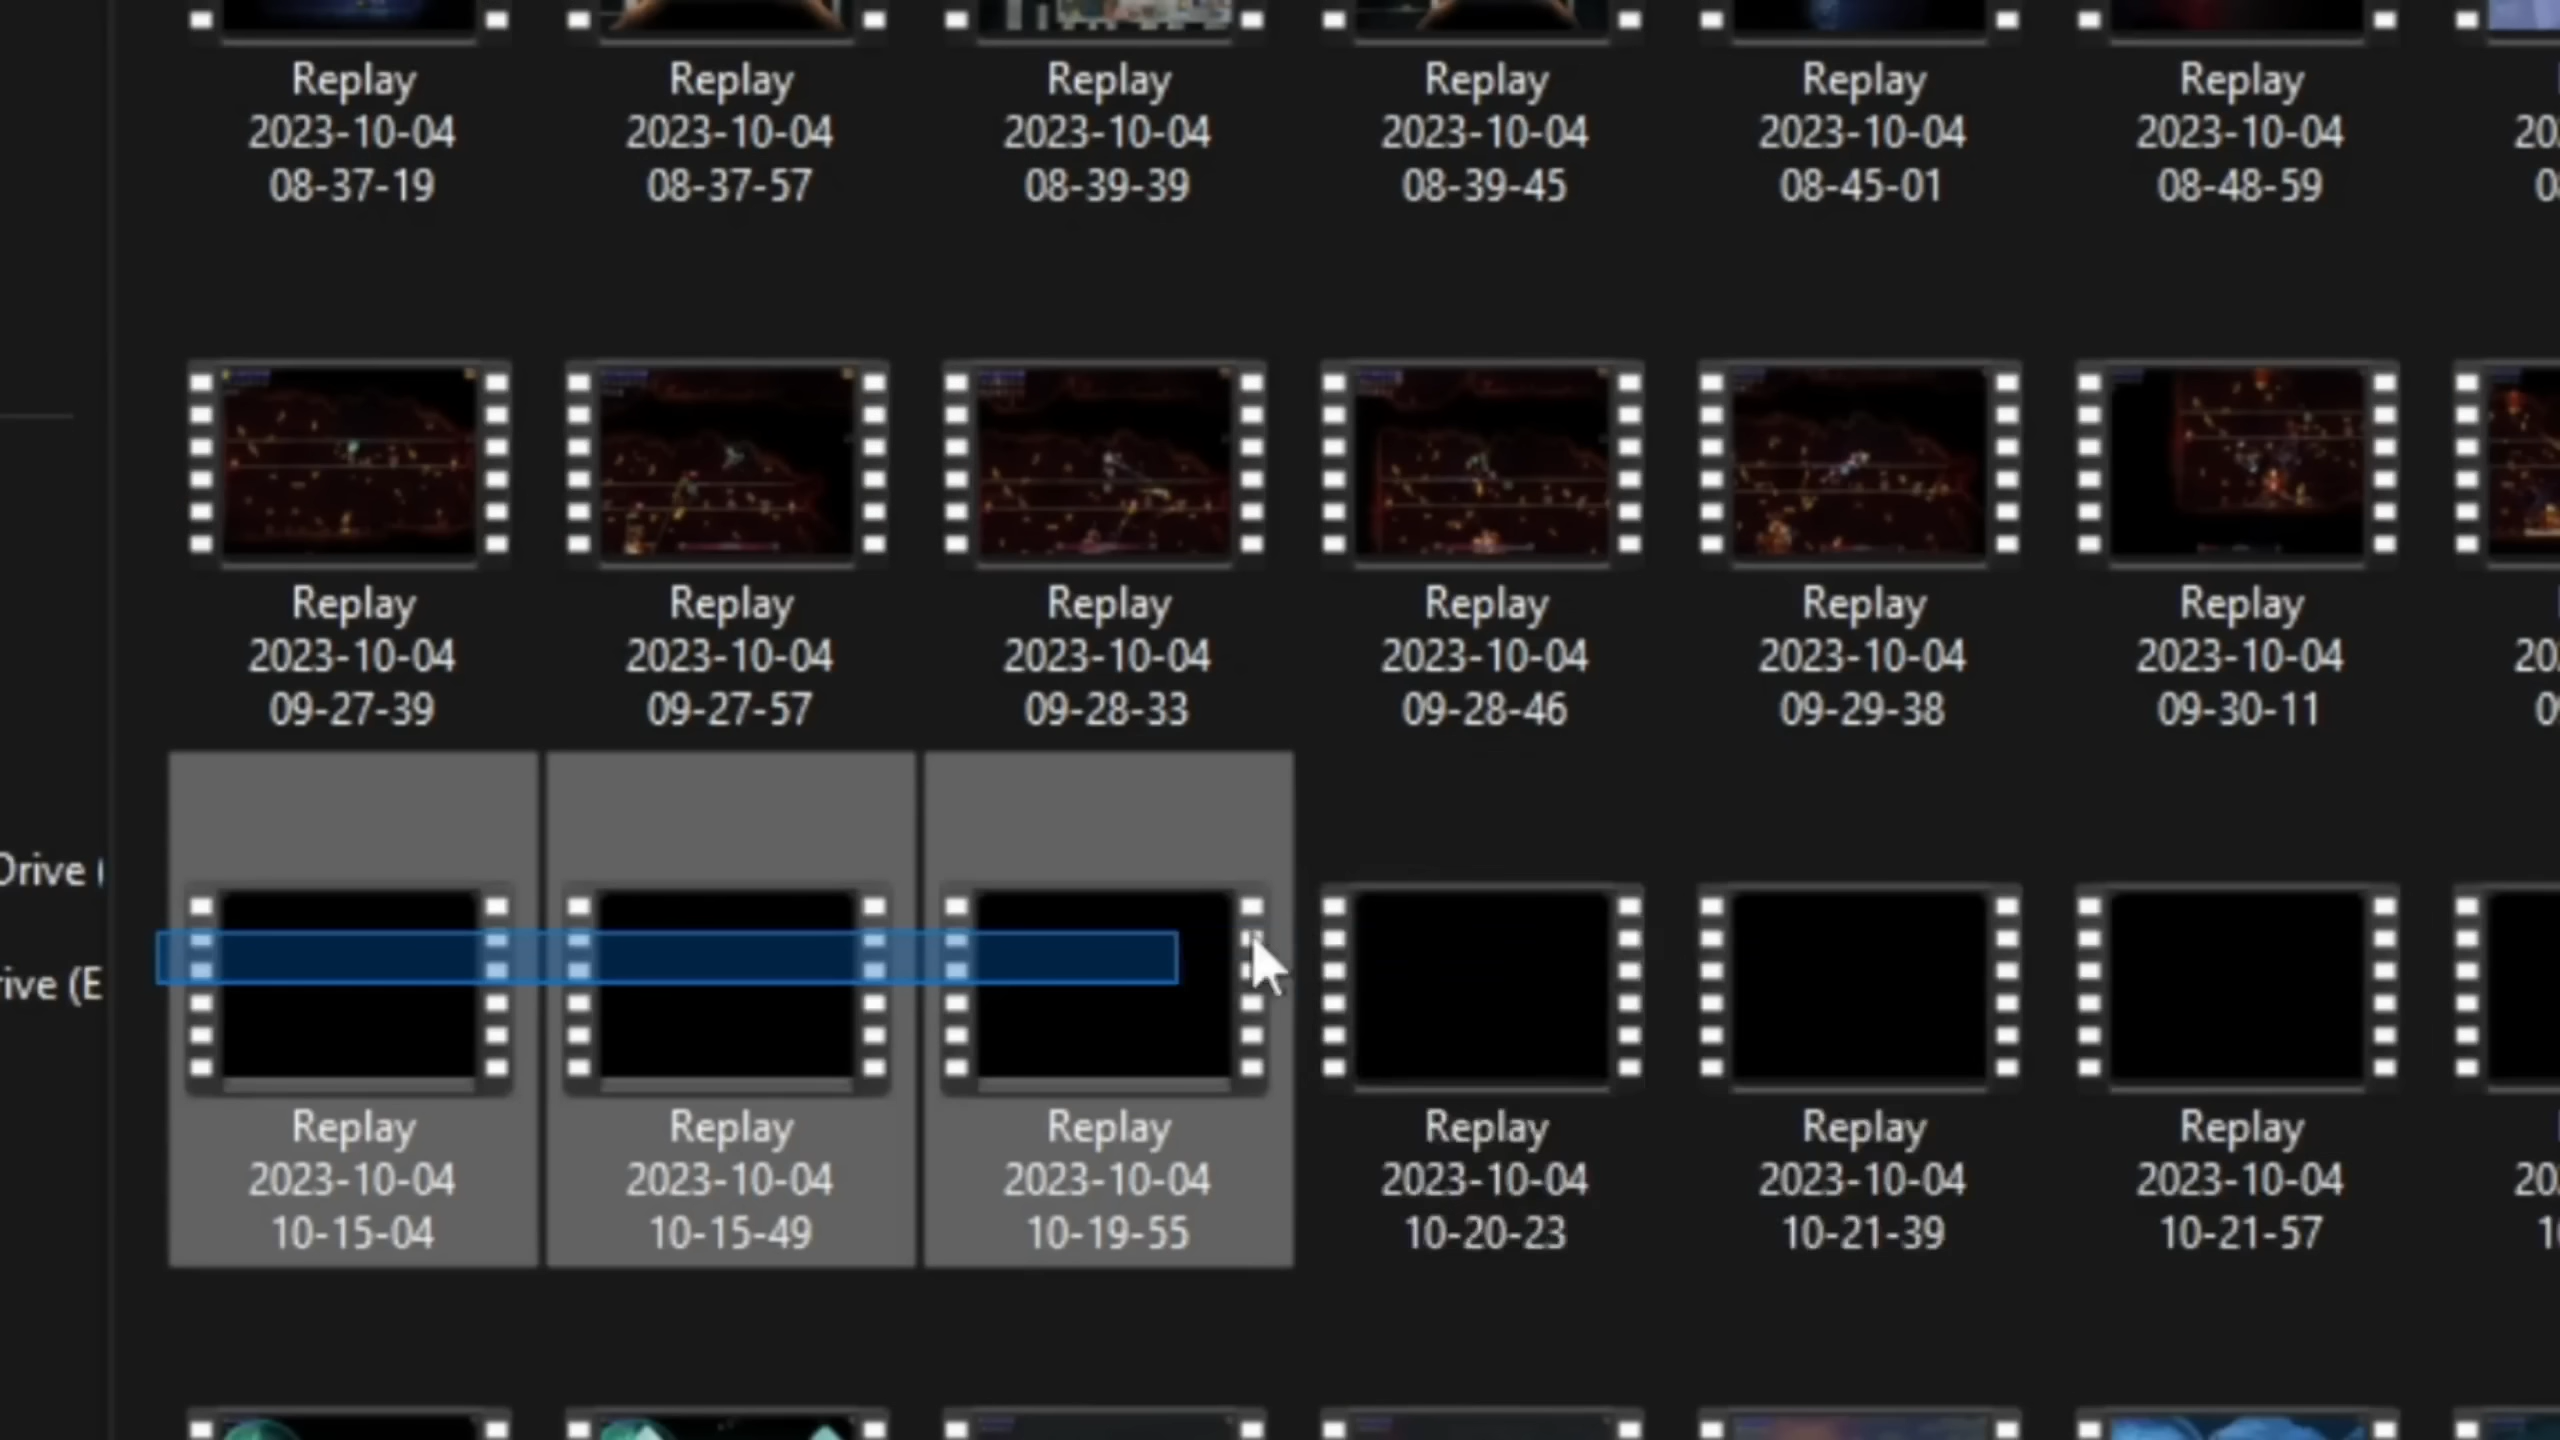 Replay Replay Replay Replay Replay Replay
2023-10-04 2023-10-04 2023-10-04 2023-10-04 2023-10-04 2023-10-04 20
08-37-19 08-37-57 08-39-39 08-39-45 08-45-01 08-48-59
Replay Replay Replay Replay Replay Replay
2023-10-04 2023-10-04 2023-10-04 2023-10-04 2023-10-04 2023-10-04 20
09-27-39 09-27-57 09-28-33 09-28-46 09-29-38 09-30-11
Drive (
rive (E
Replay Replay Replay Replay Replay Replay
2023-10-04 2023-10-04 2023-10-04 2023-10-04 2023-10-04 2023-10-04 20
10-15-04 10-15-49 10-19-55 10-20-23 10-21-39 10-21-57